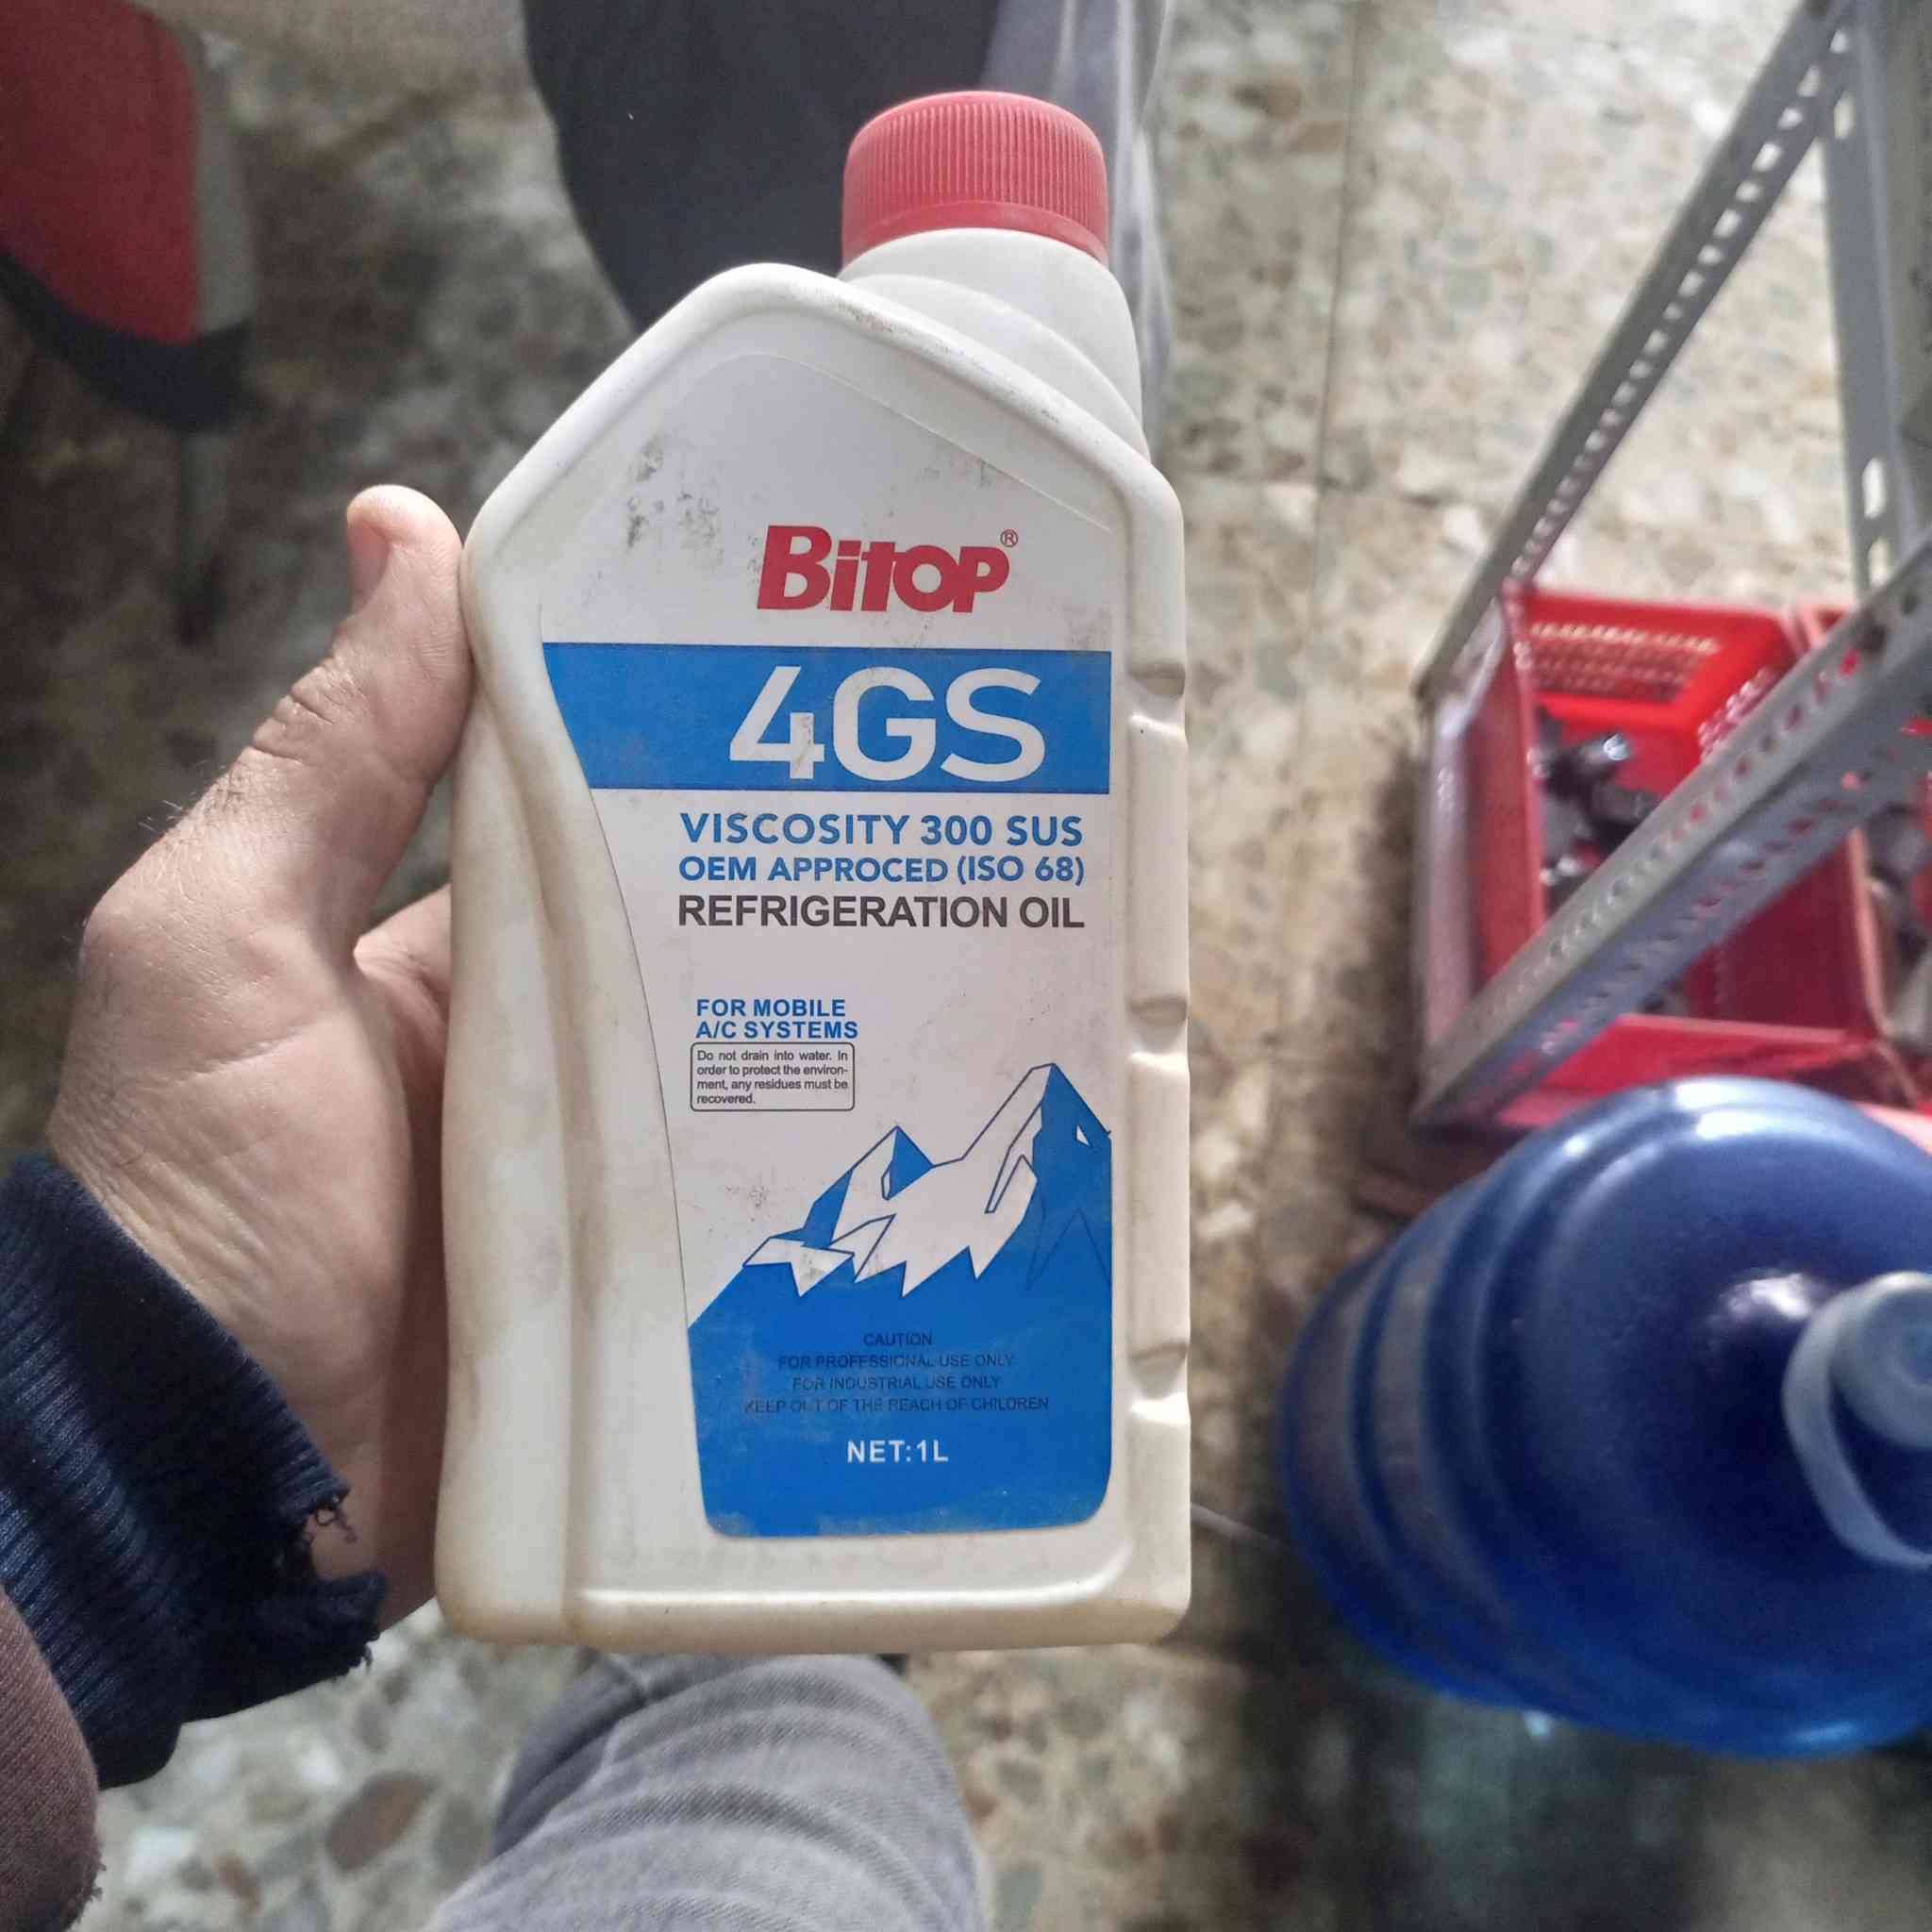 Bitop®
4GS
VISCOSITY 300 SUS
OEM APPROCED (ISO 68)
REFRIGERATION OIL
FOR MOBILE
A/C SYSTEMS
Do not drain into water. In
order to protect the environ-
ment, any residues must be
recovered.
CAUTION
FOR PROFESSIONAL USE ONLY
FOR INDUSTRIAL USE ONLY
KEEP OUT OF THE REACH OF CHILDREN
NET:1L